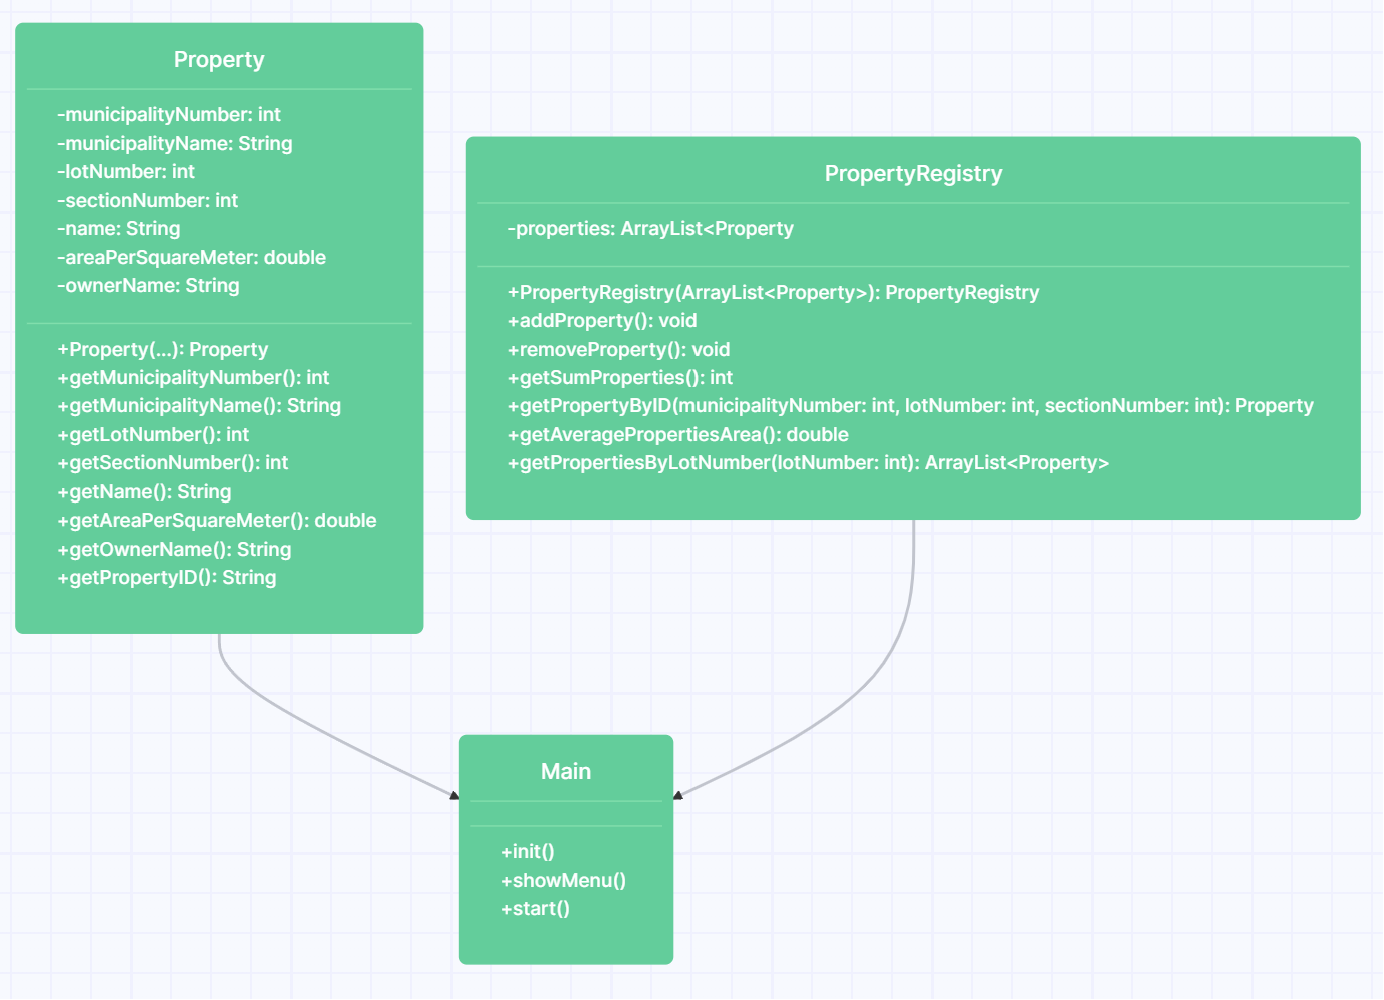 Property
-municipalityNumber: int
-municipalityName: String
-lotNumber: int
-sectionNumber: int
-name: String
-areaPerSquareMeter: double
-ownerName: String
+Property(...): Property
+getMunicipalityNumber(): int
+getMunicipalityName(): String
+getLotNumber(): int
+getSectionNumber(): int
+getName(): String
+getAreaPerSquareMeter(): double
+getOwnerName(): String
+getPropertyID(): String
PropertyRegistry
-properties: ArrayList<Property
+PropertyRegistry(ArrayList<Property>): PropertyRegistry
+addProperty(): void
+removeProperty(): void
+getSumProperties(): int
+getPropertyByID(municipalityNumber: int, lotNumber: int, sectionNumber: int): Property
+getAveragePropertiesArea(): double
+getPropertiesByLotNumber(lotNumber: int): ArrayList<Property>
Main
+init()
+showMenu()
+start()